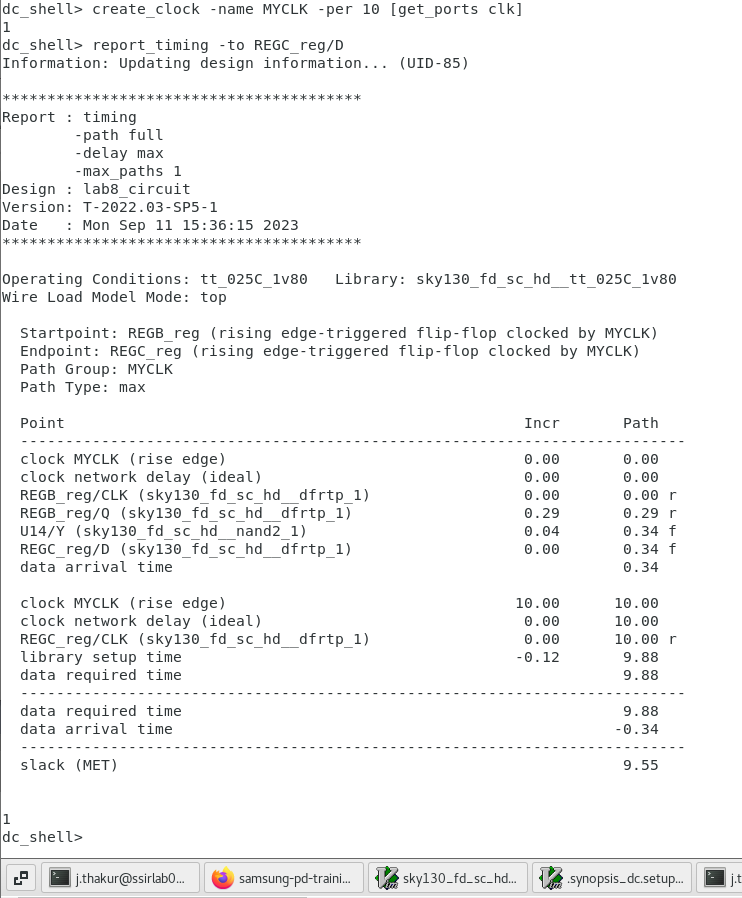 dc_shell> create_clock -name MYCLK -per 10 [get_ports clk]
1
dc_shell> report_timing -to REGC_reg/D
Information: Updating design information... (UID-85)
****************************************
Report : timing
        -path full
        -delay max
        -max_paths 1
Design : lab8_circuit
Version: T-2022.03-SP5-1
Date   : Mon Sep 11 15:36:15 2023
****************************************
Operating Conditions: tt_025C_1v80   Library: sky130_fd_sc_hd__tt_025C_1v80
Wire Load Model Mode: top
  Startpoint: REGB_reg (rising edge-triggered flip-flop clocked by MYCLK)
  Endpoint: REGC_reg (rising edge-triggered flip-flop clocked by MYCLK)
  Path Group: MYCLK
  Path Type: max
  Point                                                   Incr       Path
  --------------------------------------------------------------------------
  clock MYCLK (rise edge)                                 0.00       0.00
  clock network delay (ideal)                             0.00       0.00
  REGB_reg/CLK (sky130_fd_sc_hd__dfrtp_1)                 0.00       0.00 r
  REGB_reg/Q (sky130_fd_sc_hd__dfrtp_1)                   0.29       0.29 r
  U14/Y (sky130_fd_sc_hd__nand2_1)                        0.04       0.34 f
  REGC_reg/D (sky130_fd_sc_hd__dfrtp_1)                   0.00       0.34 f
  data arrival time                                                  0.34
  clock MYCLK (rise edge)                                10.00      10.00
  clock network delay (ideal)                             0.00      10.00
  REGC_reg/CLK (sky130_fd_sc_hd__dfrtp_1)                 0.00      10.00 r
  library setup time                                     -0.12       9.88
  data required time                                                 9.88
  --------------------------------------------------------------------------
  data required time                                                 9.88
  data arrival time                                                 -0.34
  --------------------------------------------------------------------------
  slack (MET)                                                        9.55
1
dc_shell>
j.thakur@ssirlab0... samsung-pd-traini... sky130_fd_sc_hd... .synopsis_dc.setup... j.t